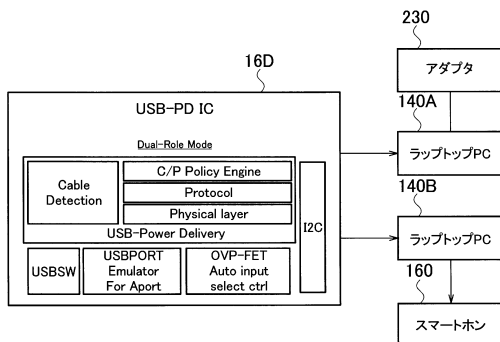 230
16D
アダプタ
USB-PD IC
140A
Dual-Role Mode
ラップトップPC
C/P Policy Engine
Cable
Detection
Protocol
Physical layer
USB-Power Delivery
I2C
140B
ラップトップPC
USBSW
USBPORT
Emulator
For Aport
OVP-FET
Auto input
select ctrl
160
スマートホン